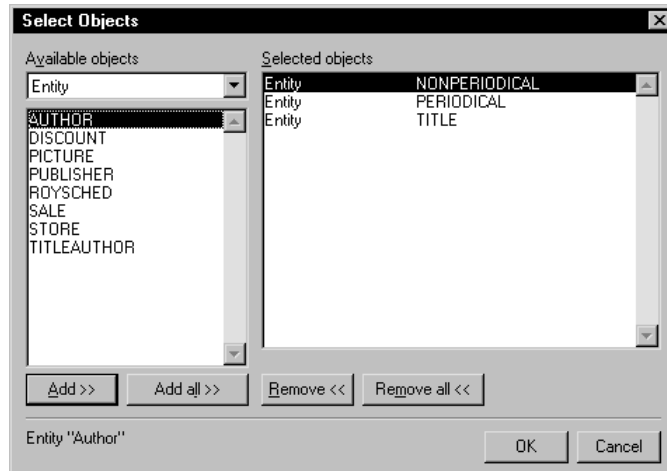 Select Objects
Available objects
Entity
AUTHOR
DISCOUNT
PICTURE
PUBLISHER
ROYSCHED
SALE
STORE
TITLEAUTHOR
Selected objects
Entity NONPERIODICAL
Entity PERIODICAL
Entity TITLE
Add >> Add all >> Remove << Remove all <<
Entity "Author"
OK Cancel